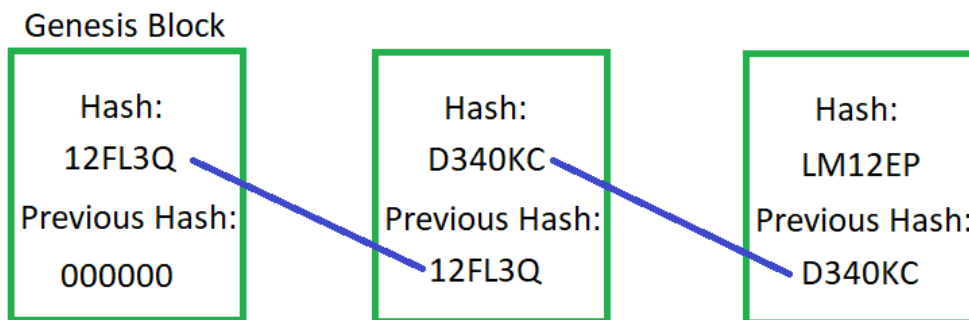 Genesis Block
Hash:
12FL3Q
Previous Hash:
000000
Hash:
D340KC
Previous Hash:
12FL3Q
Hash:
LM12EP
Previous Hash:
D340KC